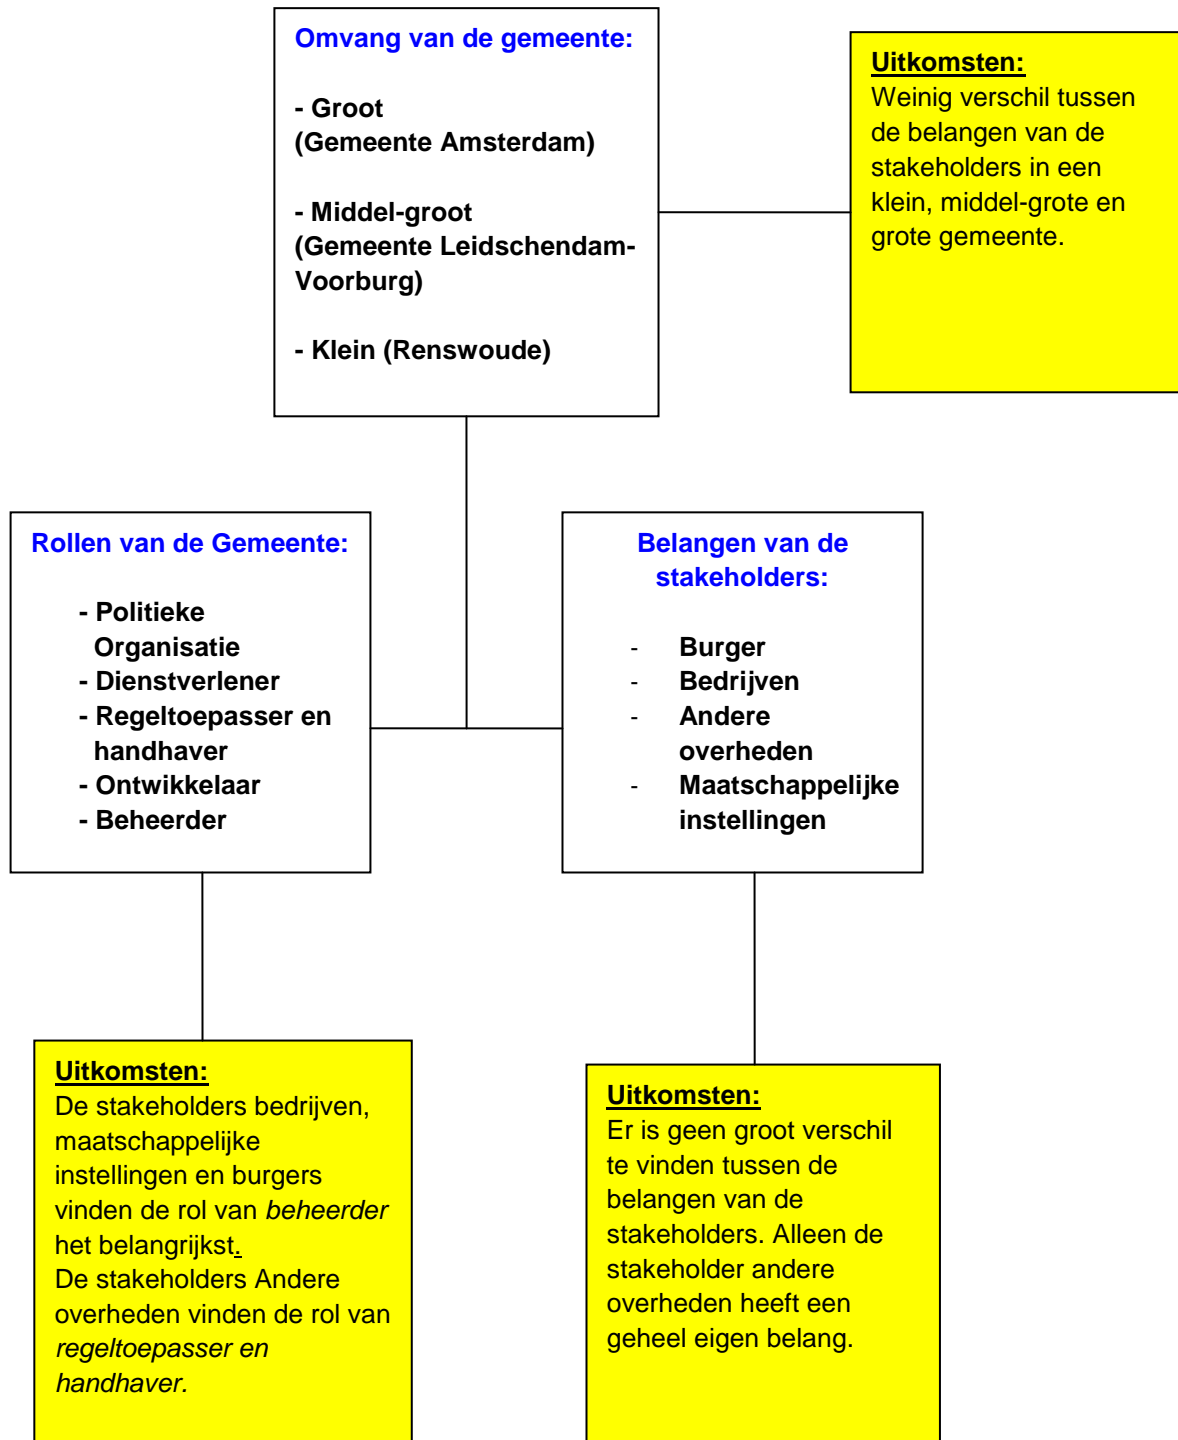 Omvang van de gemeente:
- Groot
(Gemeente Amsterdam)
- Middel-groot
(Gemeente Leidschendam-
Voorburg)
- Klein (Renswoude)
Uitkomsten:
Weinig verschil tussen
de belangen van de
stakeholders in een
klein, middel-grote en
grote gemeente.
Rollen van de Gemeente:
- Politieke
Organisatie
- Dienstverlener
- Regeltoepasser en
handhaver
- Ontwikkelaar
- Beheerder
Belangen van de
stakeholders:
- Burger
- Bedrijven
- Andere
overheden
- Maatschappelijke
instellingen
Uitkomsten:
De stakeholders bedrijven,
maatschappelijke
instellingen en burgers
vinden de rol van beheerder
het belangrijkst.
De stakeholders Andere
overheden vinden de rol van
regeltoepasser en
handhaver.
Uitkomsten:
Er is geen groot verschil
te vinden tussen de
belangen van de
stakeholders. Alleen de
stakeholder andere
overheden heeft een
geheel eigen belang.